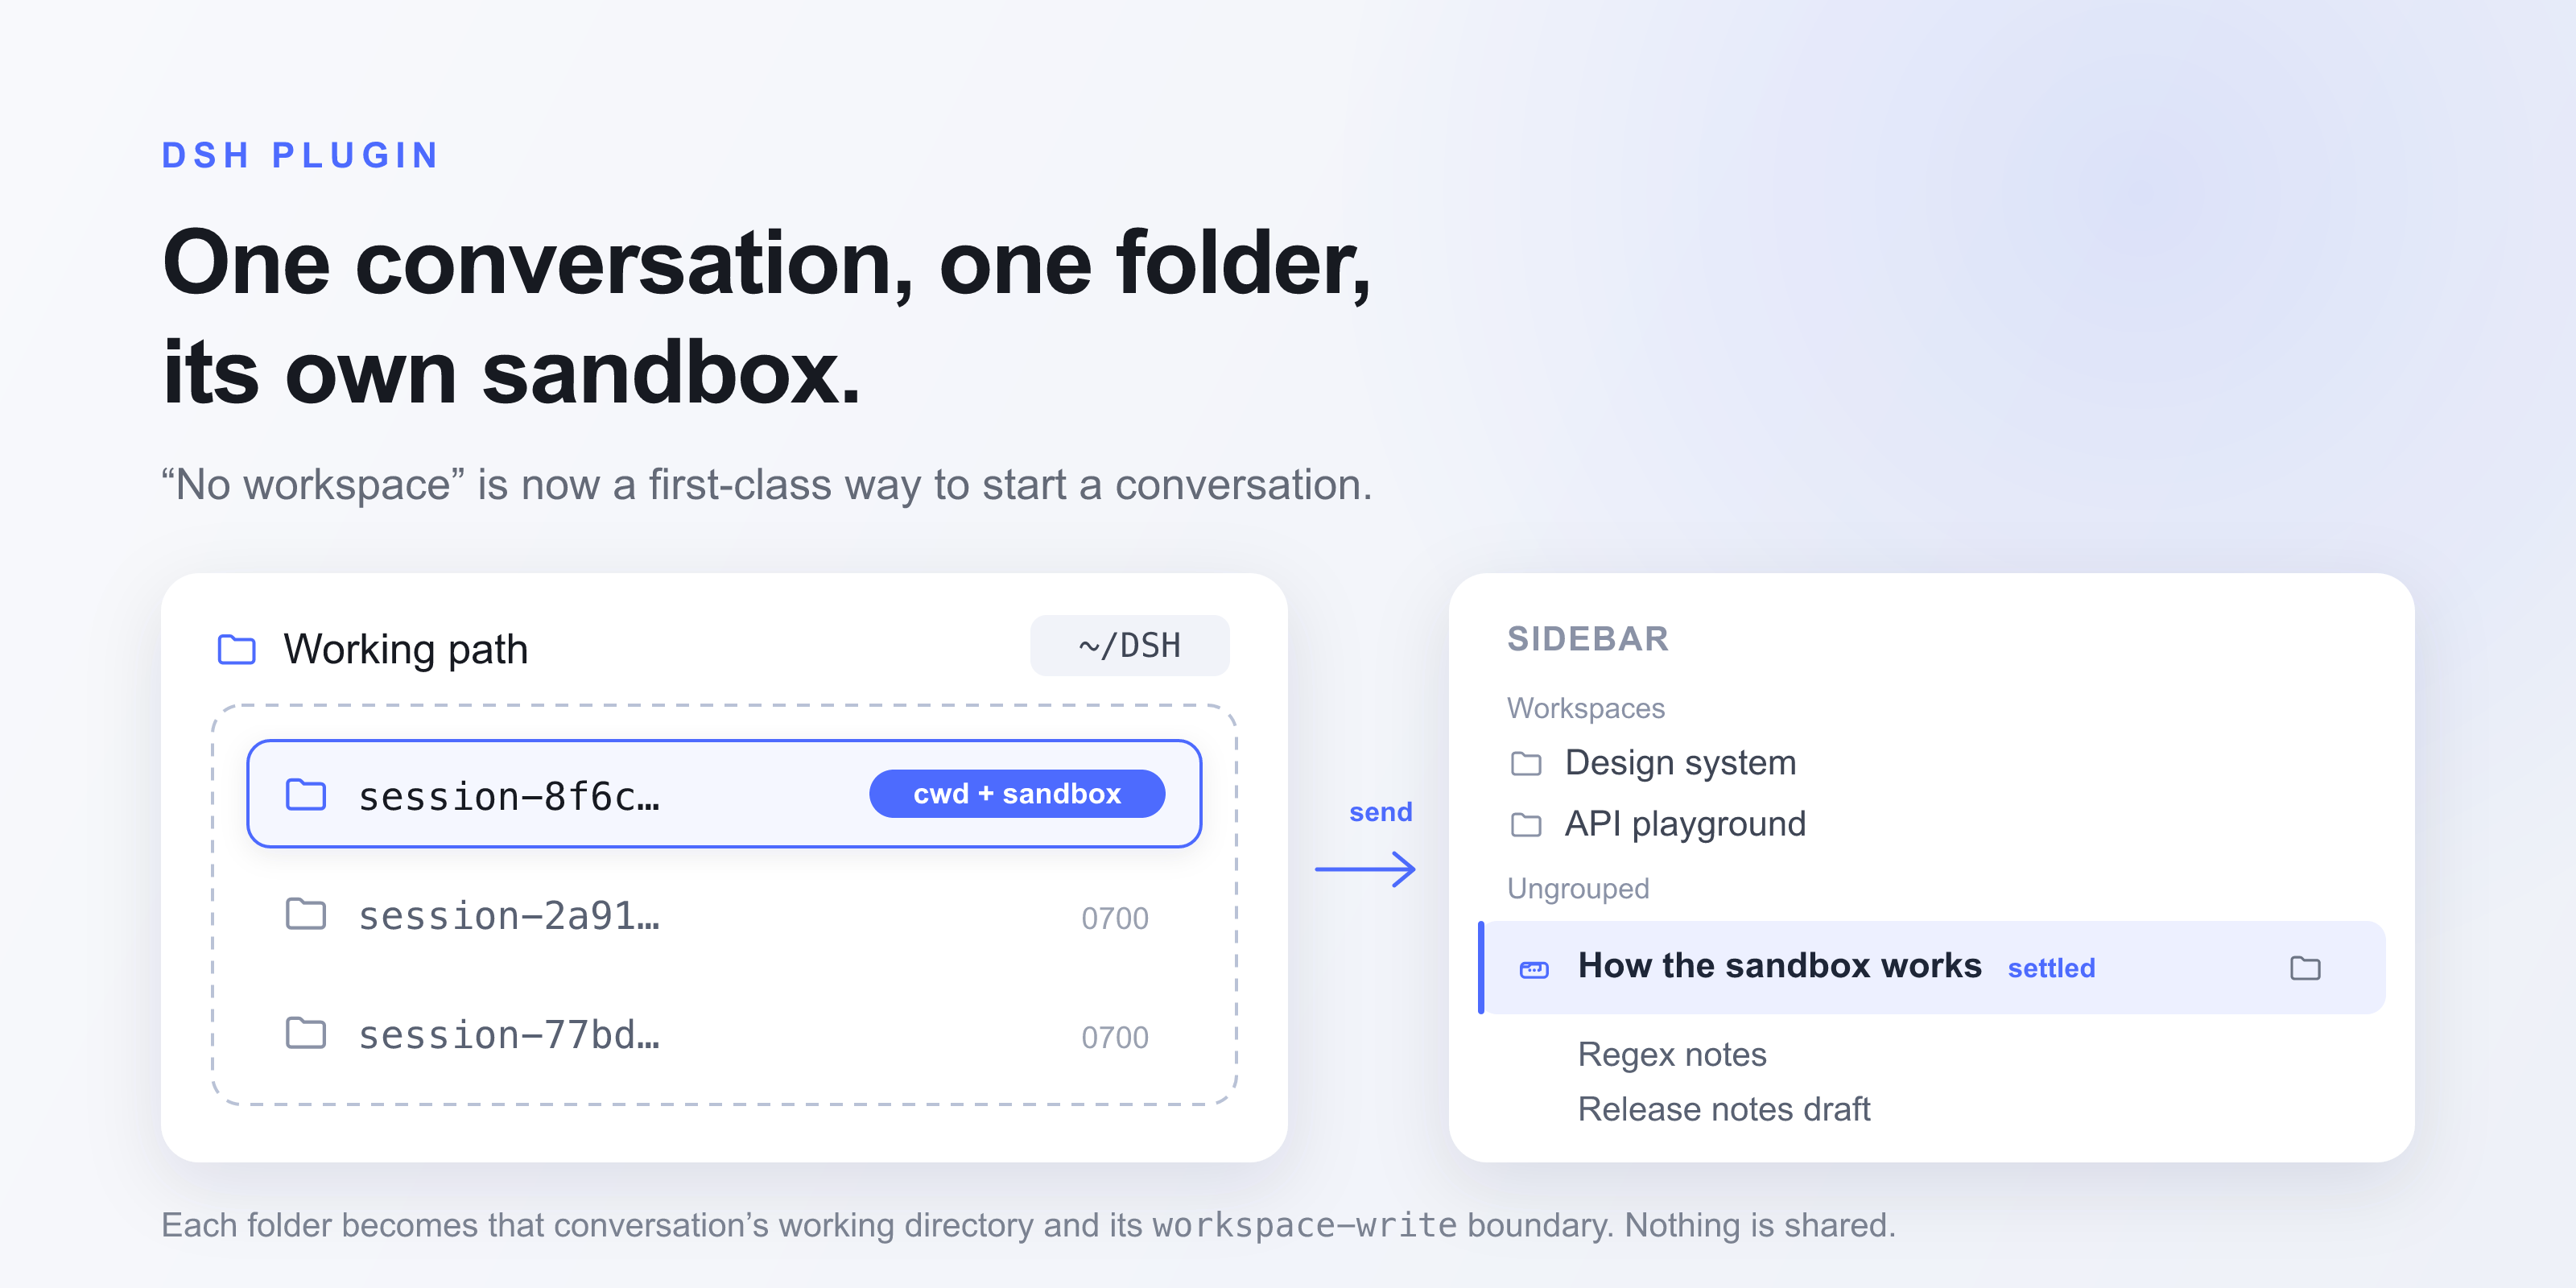 DSH PLUGIN
One conversation, one folder,
its own sandbox.
“No workspace” is now a first-class way to start a conversation.
Working path
~/DSH
session-8f6c…
cwd + sandbox
session-2a91…
0700
session-77bd…
0700
send
SIDEBAR
Workspaces
Design system
API playground
Ungrouped
How the sandbox works
settled
Regex notes
Release notes draft
Each folder becomes that conversation’s working directory and its workspace-write boundary. Nothing is shared.